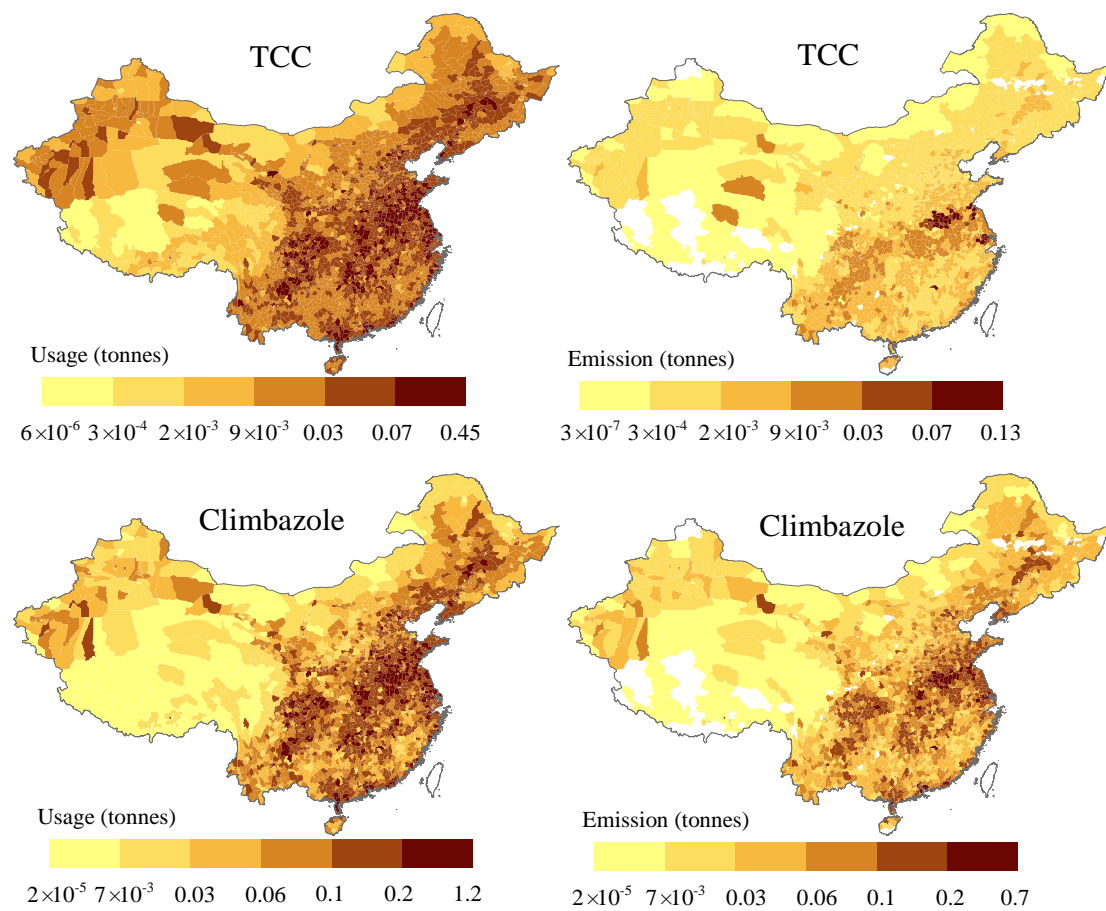 TCC
TCC
Usage (tonnes)
6×10⁻⁶ 3×10⁻⁴ 2×10⁻³ 9×10⁻³ 0.03 0.07 0.45
Emission (tonnes)
3×10⁻⁷ 3×10⁻⁴ 2×10⁻³ 9×10⁻³ 0.03 0.07 0.13
Climbazole
Climbazole
Usage (tonnes)
2×10⁻⁵ 7×10⁻³ 0.03 0.06 0.1 0.2 1.2
Emission (tonnes)
2×10⁻⁵ 7×10⁻³ 0.03 0.06 0.1 0.2 0.7